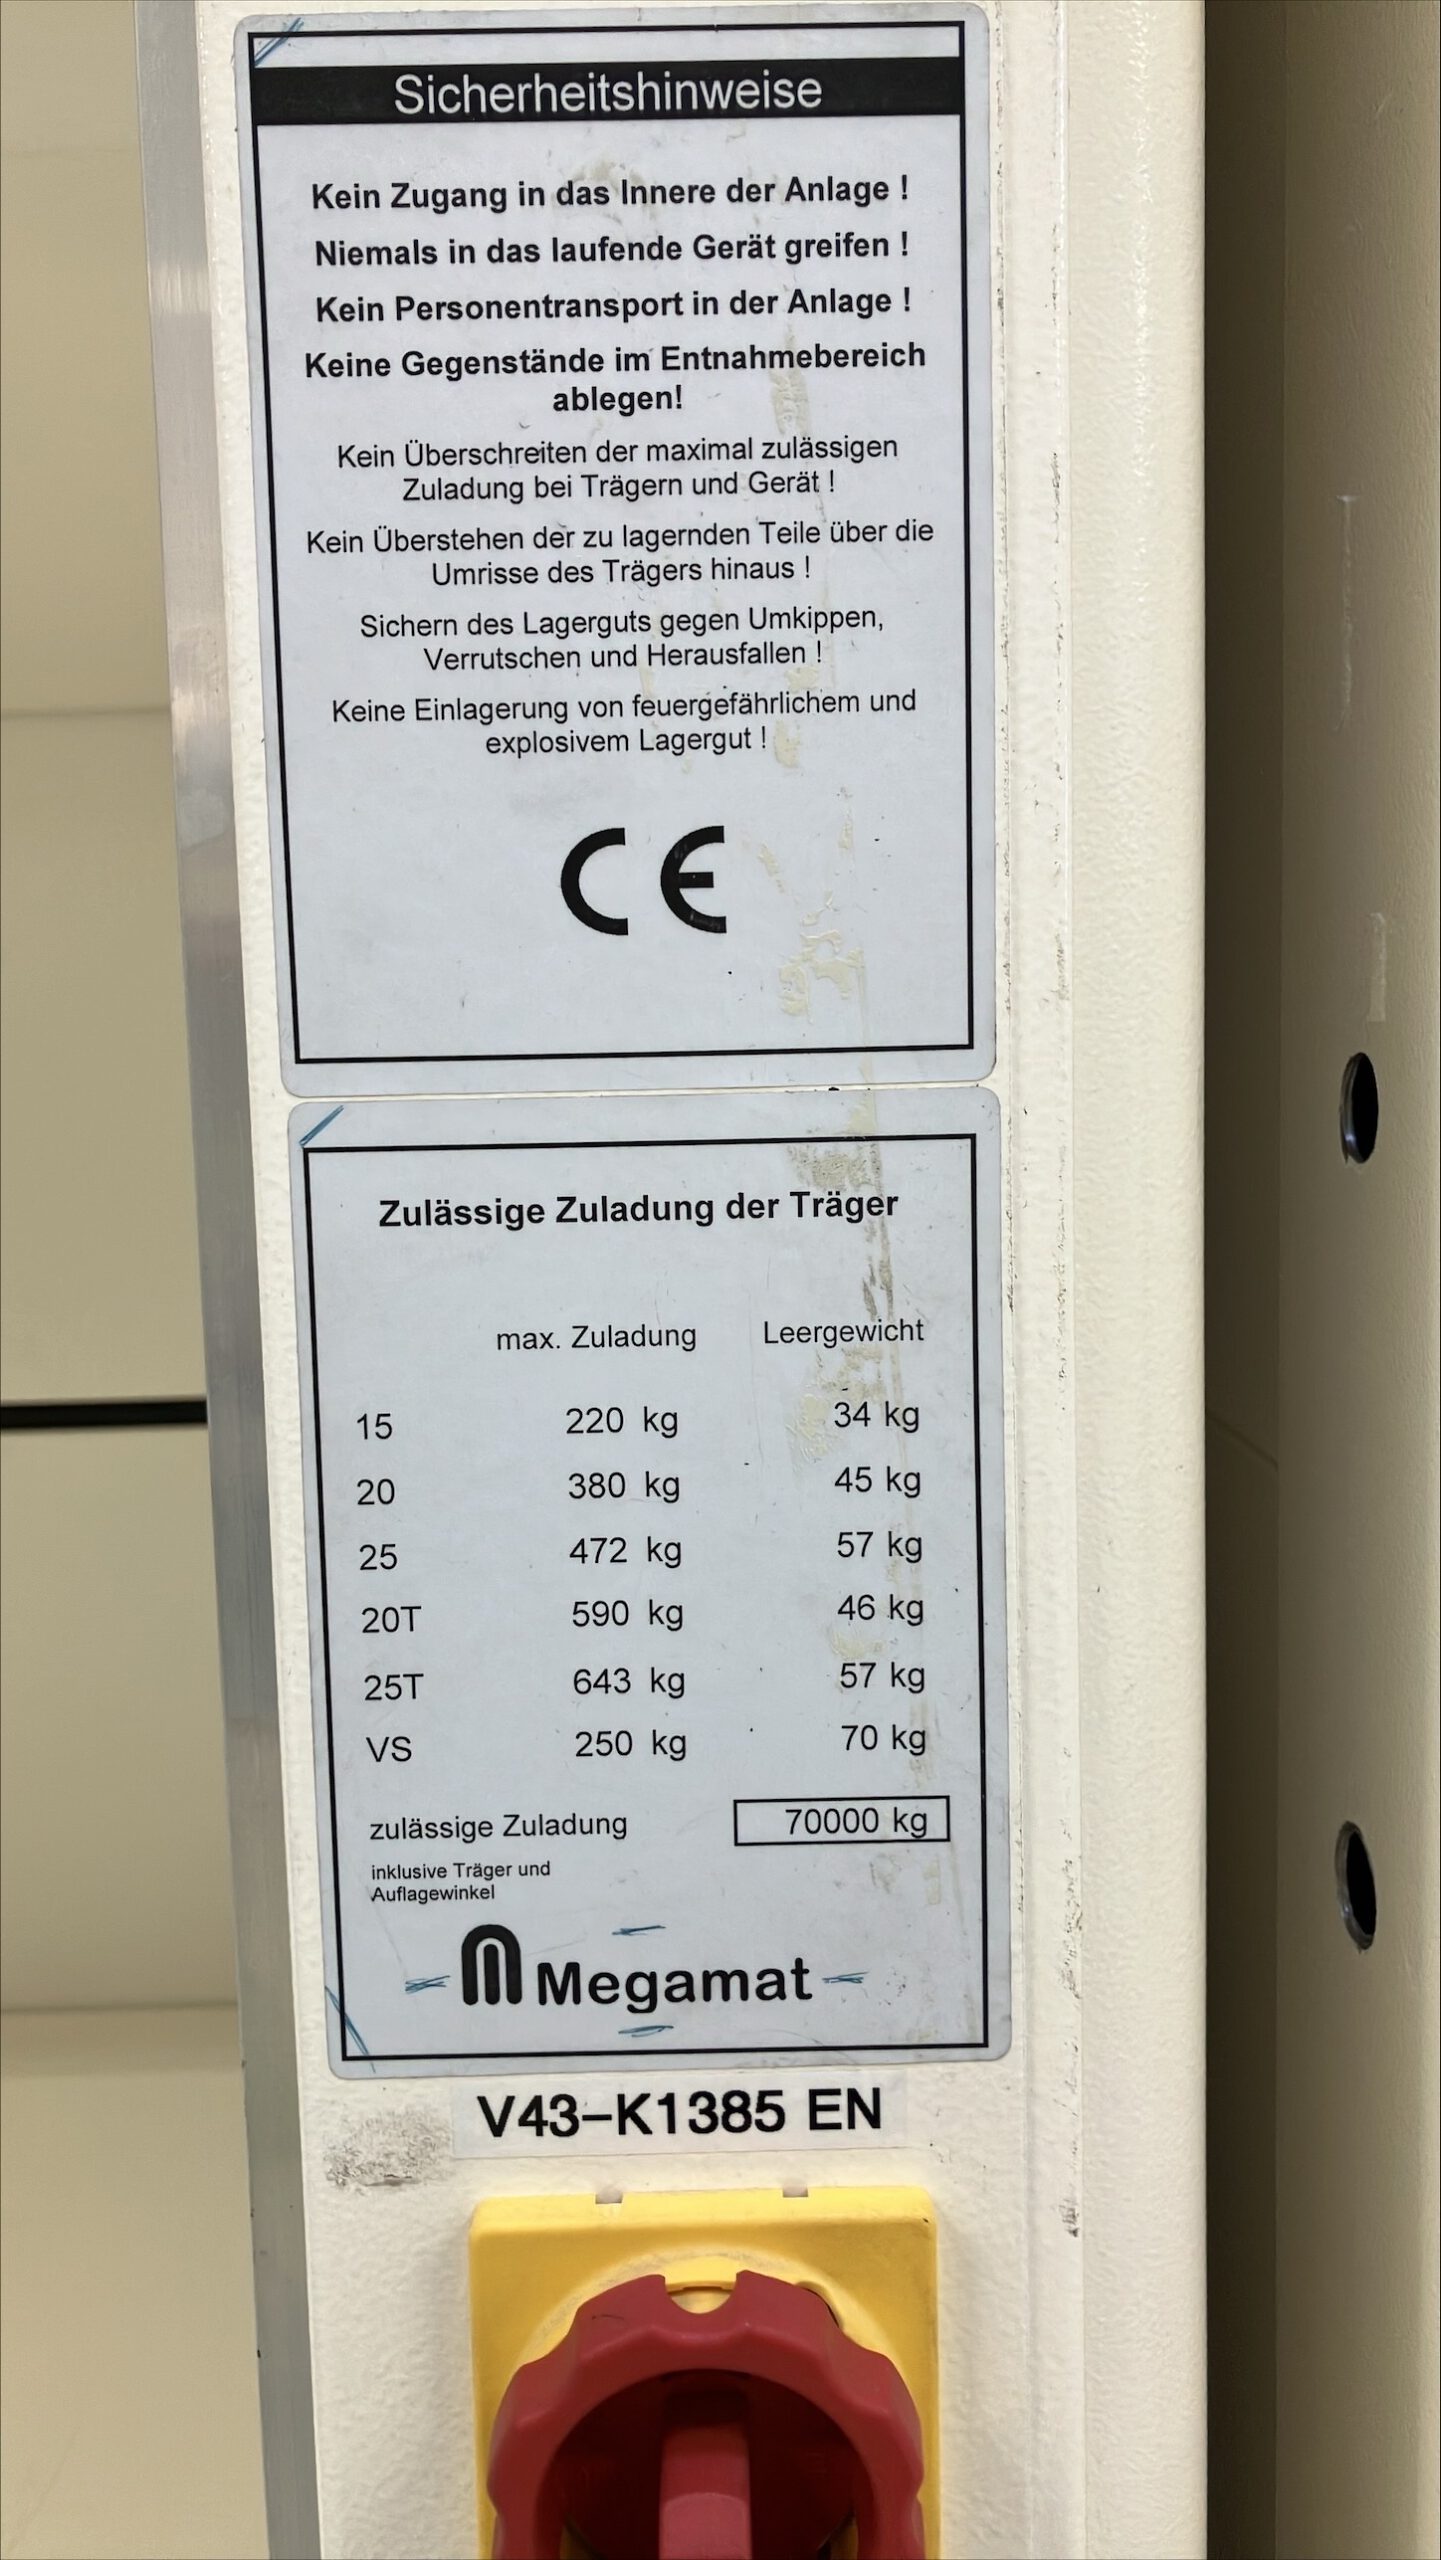 Sicherheitshinweise
Kein Zugang in das Innere der Anlage !
Niemals in das laufende Gerät greifen !
Kein Personentransport in der Anlage !
Keine Gegenstände im Entnahmebereich
ablegen!
Kein Überschreiten der maximal zulässigen
Zuladung bei Trägern und Gerät !
Kein Überstehen der zu lagernden Teile über die
Umrisse des Trägers hinaus !
Sichern des Lagerguts gegen Umkippen,
Verrutschen und Herausfallen !
Keine Einlagerung von feuergefährlichem und
explosivem Lagergut !
CE
Zulässige Zuladung der Träger
max. Zuladung Leergewicht
15 220 kg 34 kg
20 380 kg 45 kg
25 472 kg 57 kg
20T 590 kg 46 kg
25T 643 kg 57 kg
VS 250 kg 70 kg
zulässige Zuladung 70000 kg
inklusive Träger und
Auflagewinkel
Megamat
V43–K1385 EN